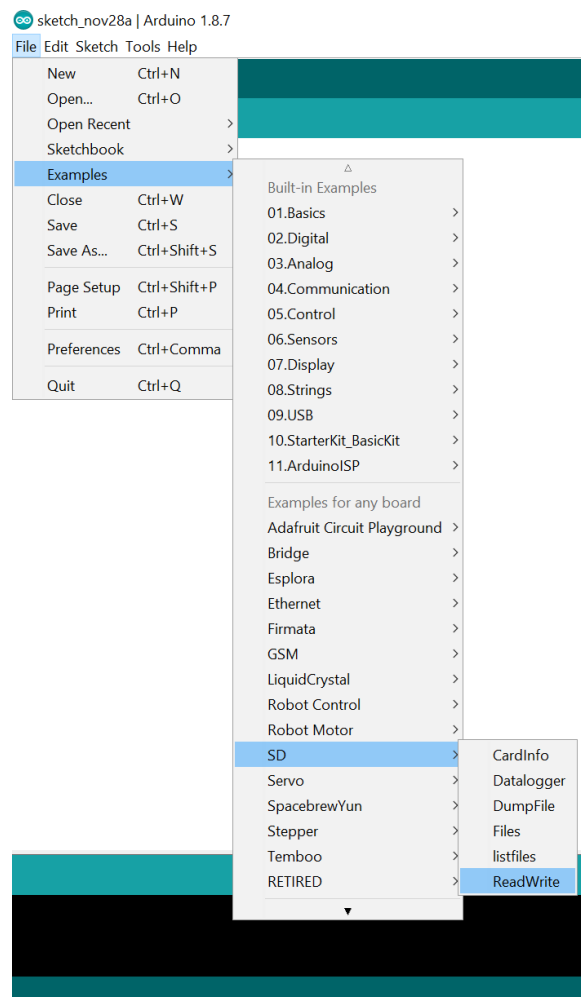 sketch_nov28a | Arduino 1.8.7
File Edit Sketch Tools Help
New Ctrl+N
Open... Ctrl+O
Open Recent
Sketchbook
Examples
Close Ctrl+W
Save Ctrl+S
Save As... Ctrl+Shift+S
Page Setup Ctrl+Shift+P
Print Ctrl+P
Preferences Ctrl+Comma
Quit Ctrl+Q
Built-in Examples
01.Basics
02.Digital
03.Analog
04.Communication
05.Control
06.Sensors
07.Display
08.Strings
09.USB
10.StarterKit_BasicKit
11.ArduinoISP
Examples for any board
Adafruit Circuit Playground
Bridge
Esplora
Ethernet
Firmata
GSM
LiquidCrystal
Robot Control
Robot Motor
SD
Servo
SpacebrewYun
Stepper
Temboo
RETIRED
CardInfo
Datalogger
DumpFile
Files
listfiles
ReadWrite